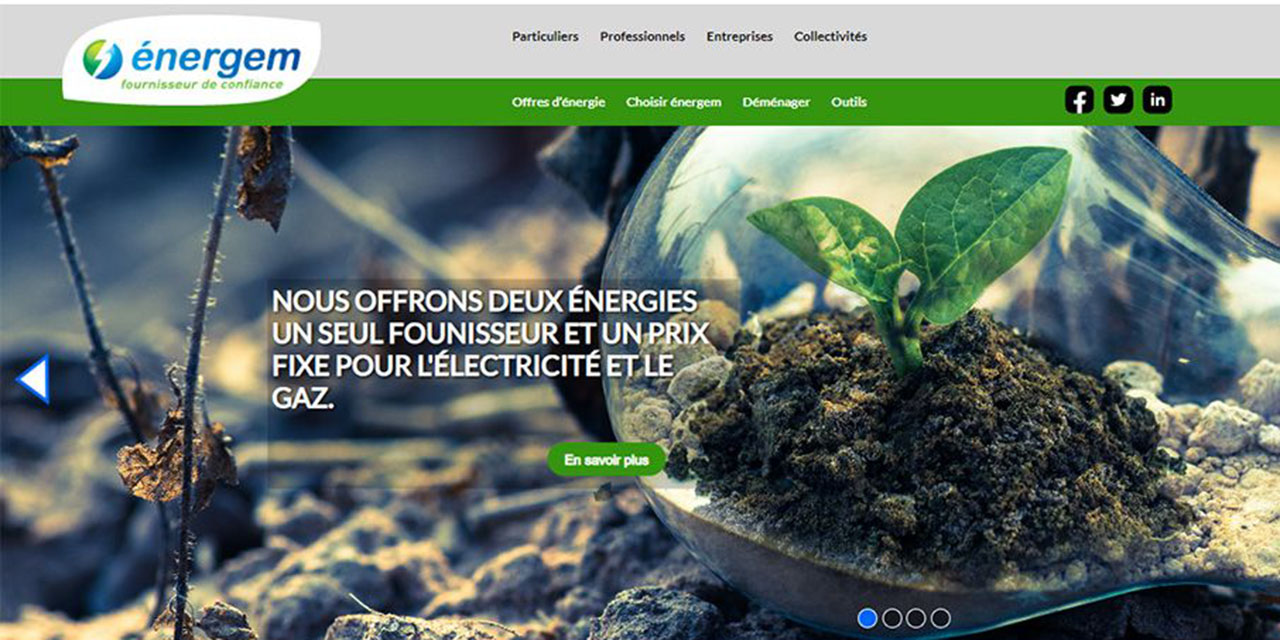 Particuliers Professionnels Entreprises Collectivités
énergem
fournisseur de confiance
Offres d'énergie Choisir énergem Déménager Outils
f in
NOUS OFFRONS DEUX ÉNERGIES
UN SEUL FOUNISSEUR ET UN PRIX
FIXE POUR L'ÉLECTRICITÉ ET LE
GAZ.
En savoir plus